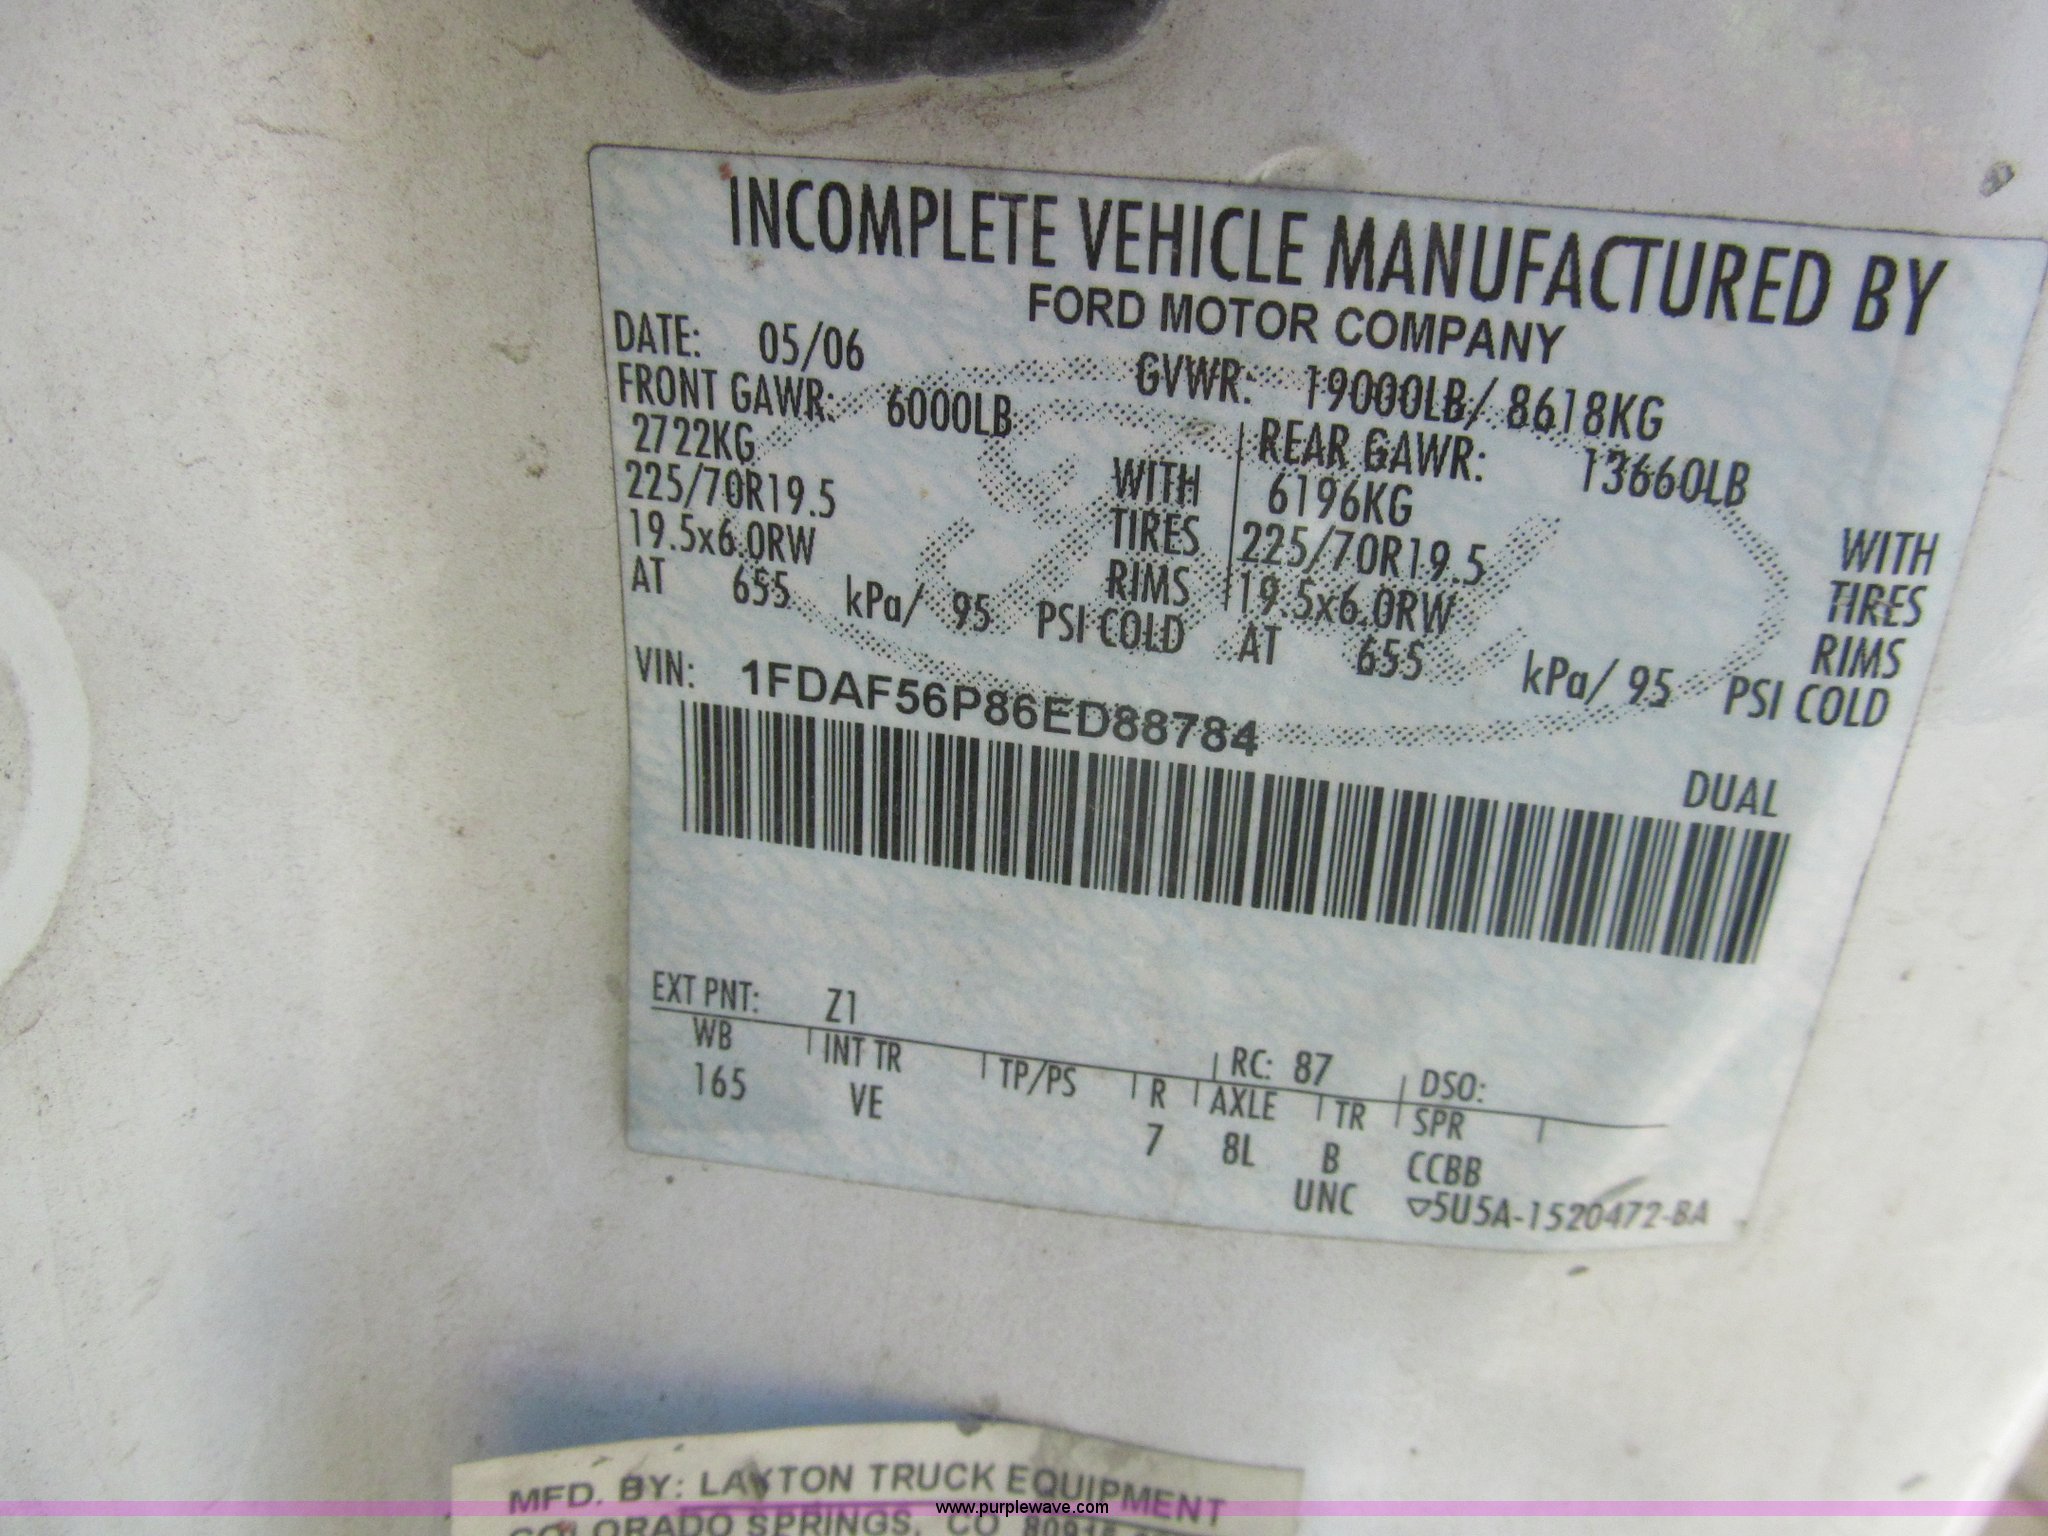 INCOMPLETE VEHICLE MANUFACTURED BY
FORD MOTOR COMPANY
DATE: 05/06 GVWR: 19000LB/ 8618KG
FRONT GAWR: 6000LB REAR GAWR: 13660LB
2722KG WITH 6196KG WITH
225/70R19.5 TIRES 225/70R19.5 TIRES
19.5x6.0RW RIMS 19.5x6.0RW RIMS
AT 655 kPa/ 95 PSI COLD AT 655 kPa/ 95 PSI COLD
VIN: 1FDAF56P86ED88784
DUAL
EXT PNT: Z1 RC: 87 DSO:
WB INT TR TP/PS R AXLE TR SPR
165 VE 7 8L B CCBB
UNC ▽5U5A-1520472-BA
MFD. BY: LAYTON TRUCK EQUIPMENT
COLORADO SPRINGS, CO
www.purplewave.com